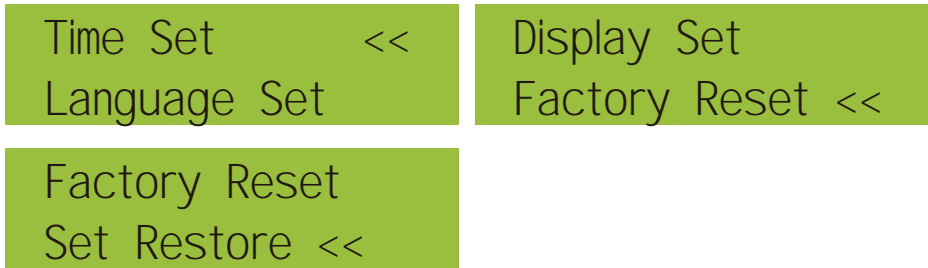 Time Set <<
Language Set
Display Set
Factory Reset <<
Factory Reset
Set Restore <<